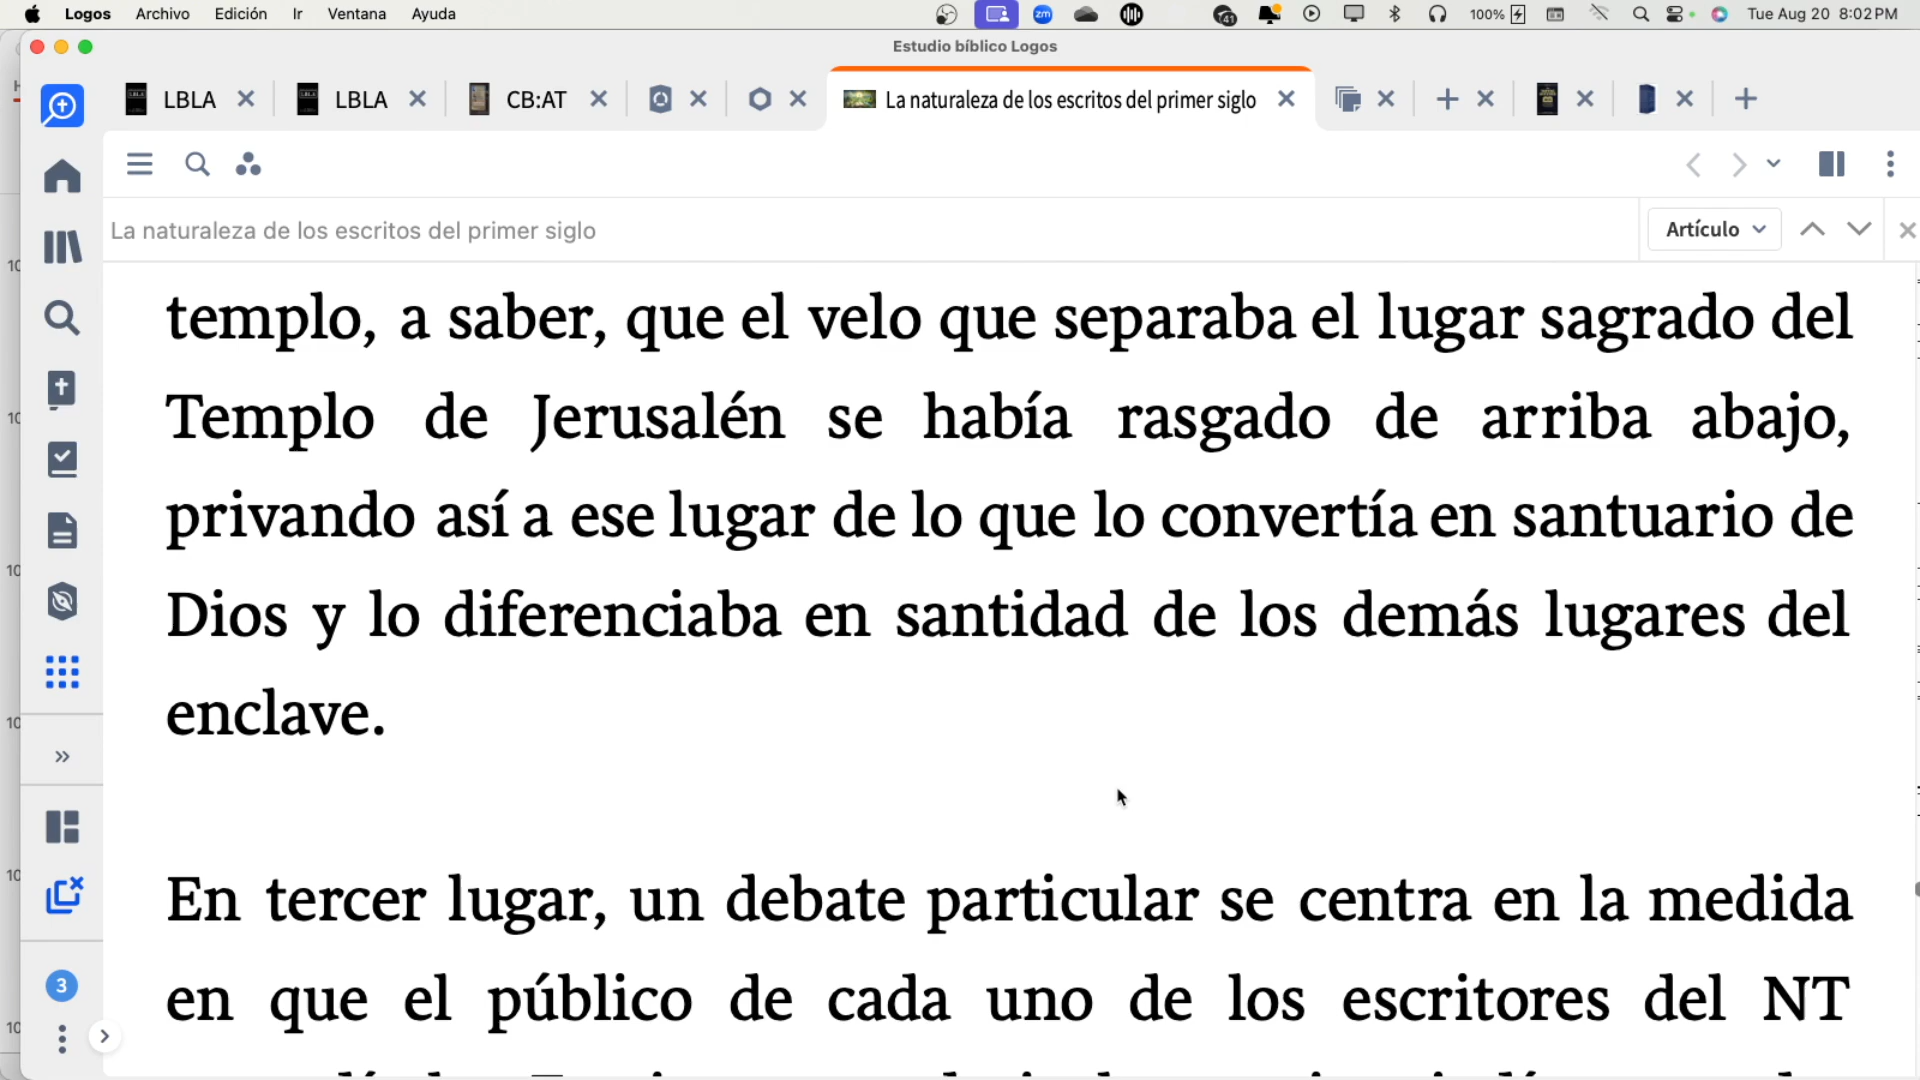 Logos Archivo Edición Ir Ventana Ayuda zm 41 100% Tue Aug 20 8:02 PM
Estudio bíblico Logos
LBLA LBLA CB:AT La naturaleza de los escritos del primer siglo
La naturaleza de los escritos del primer siglo Artículo
templo, a saber, que el velo que separaba el lugar sagrado del
Templo de Jerusalén se había rasgado de arriba abajo,
privando así a ese lugar de lo que lo convertía en santuario de
Dios y lo diferenciaba en santidad de los demás lugares del
enclave.
En tercer lugar, un debate particular se centra en la medida
en que el público de cada uno de los escritores del NT
3